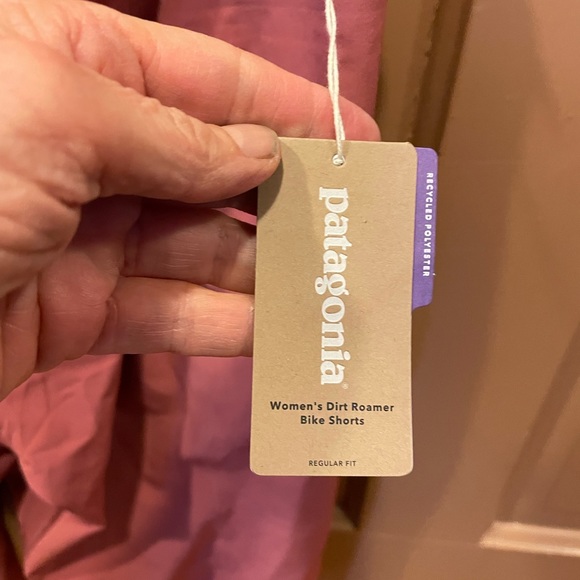 patagonia®
Women's Dirt Roamer
Bike Shorts
REGULAR FIT
RECYCLED POLYESTER